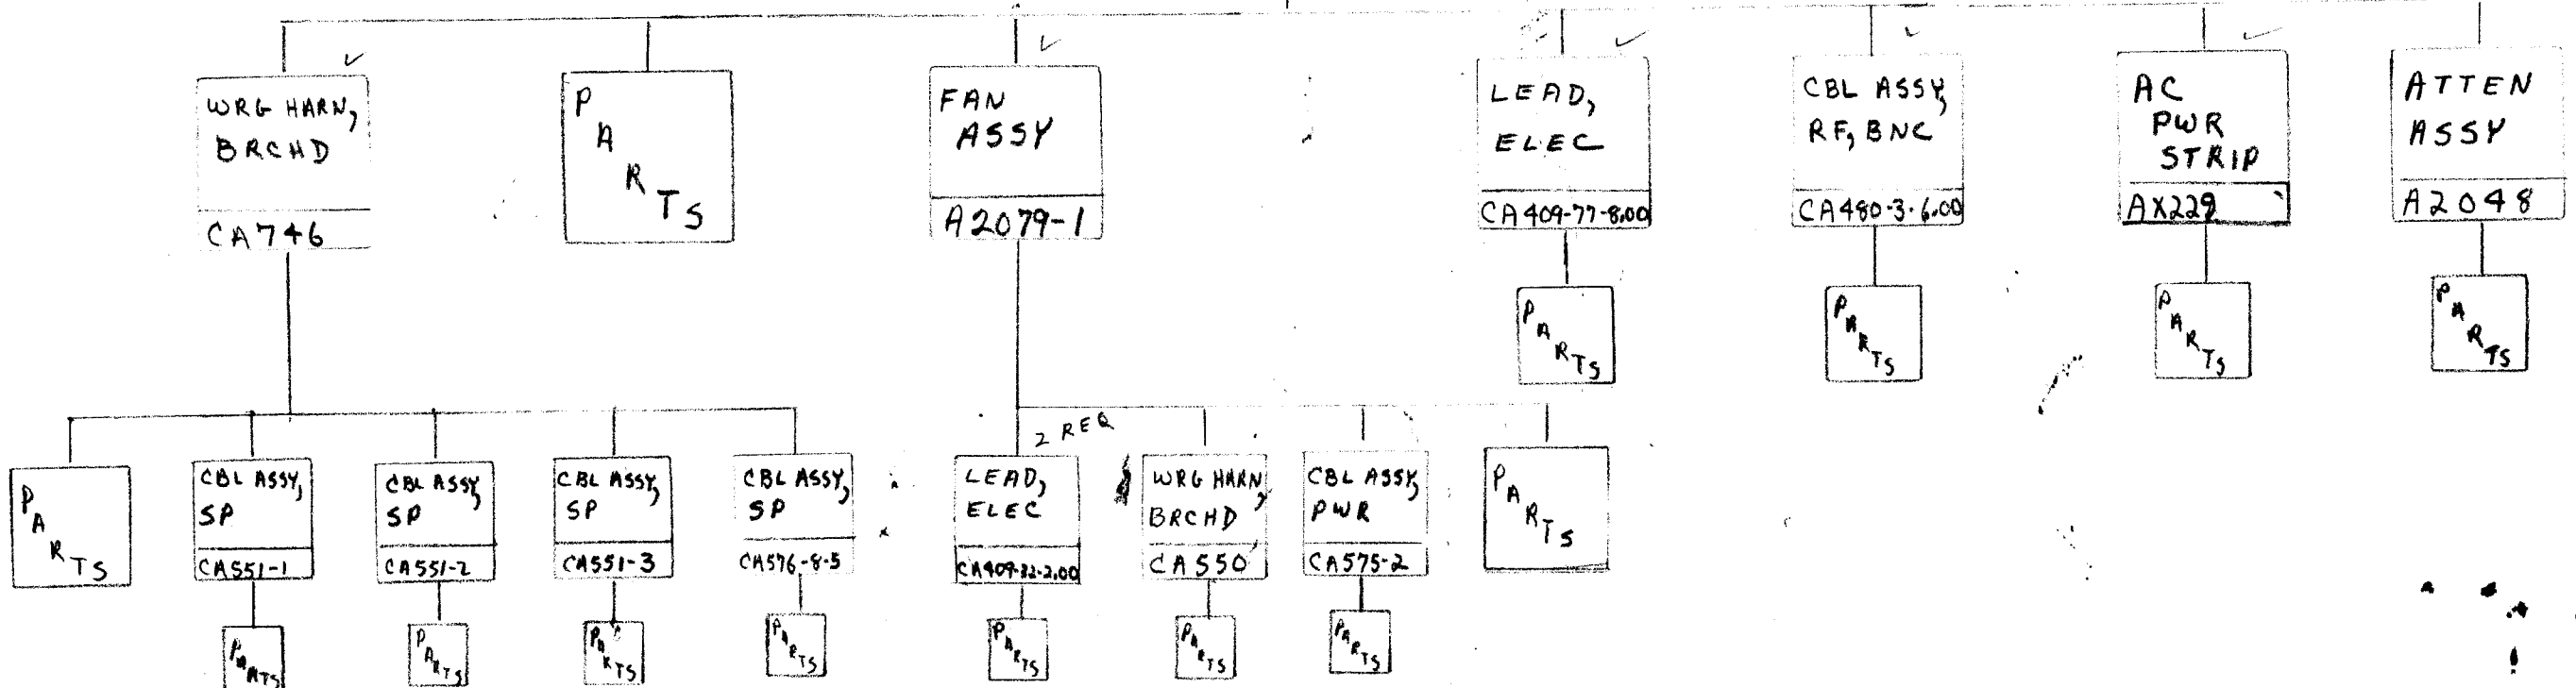 WRG HARN,
BRCHD
CA746
PARTS
FAN
ASSY
A2079-1
LEAD,
ELEC
CA409-77-8.00
CBL ASSY,
RF, BNC
CA480-3-6.00
AC
PWR
STRIP
AX229
ATTEN
ASSY
A2048
PARTS
PARTS
PARTS
PARTS
2 REQ
PARTS
CBL ASSY,
SP
CA551-1
CBL ASSY,
SP
CA551-2
CBL ASSY,
SP
CA551-3
CBL ASSY,
SP
CA576-8-5
LEAD,
ELEC
CA409-32-2.00
WRG HARN,
BRCHD
CA550
CBL ASSY,
PWR
CA575-2
PARTS
PARTS
PARTS
PARTS
PARTS
PARTS
PARTS
PARTS